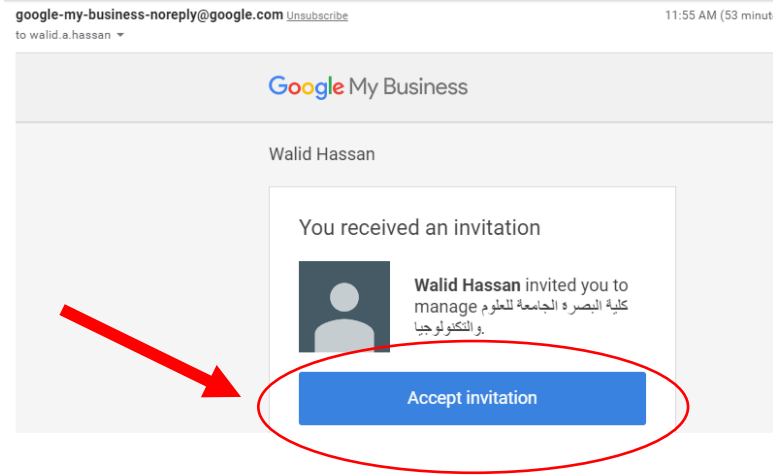 google-my-business-noreply@google.com Unsubscribe
11:55 AM (53 minut
to walid.a.hassan
Google My Business
Walid Hassan
You received an invitation
Walid Hassan invited you to
manage كلية البصرة الجامعة للعلوم
والتكنولوجيا.
Accept invitation